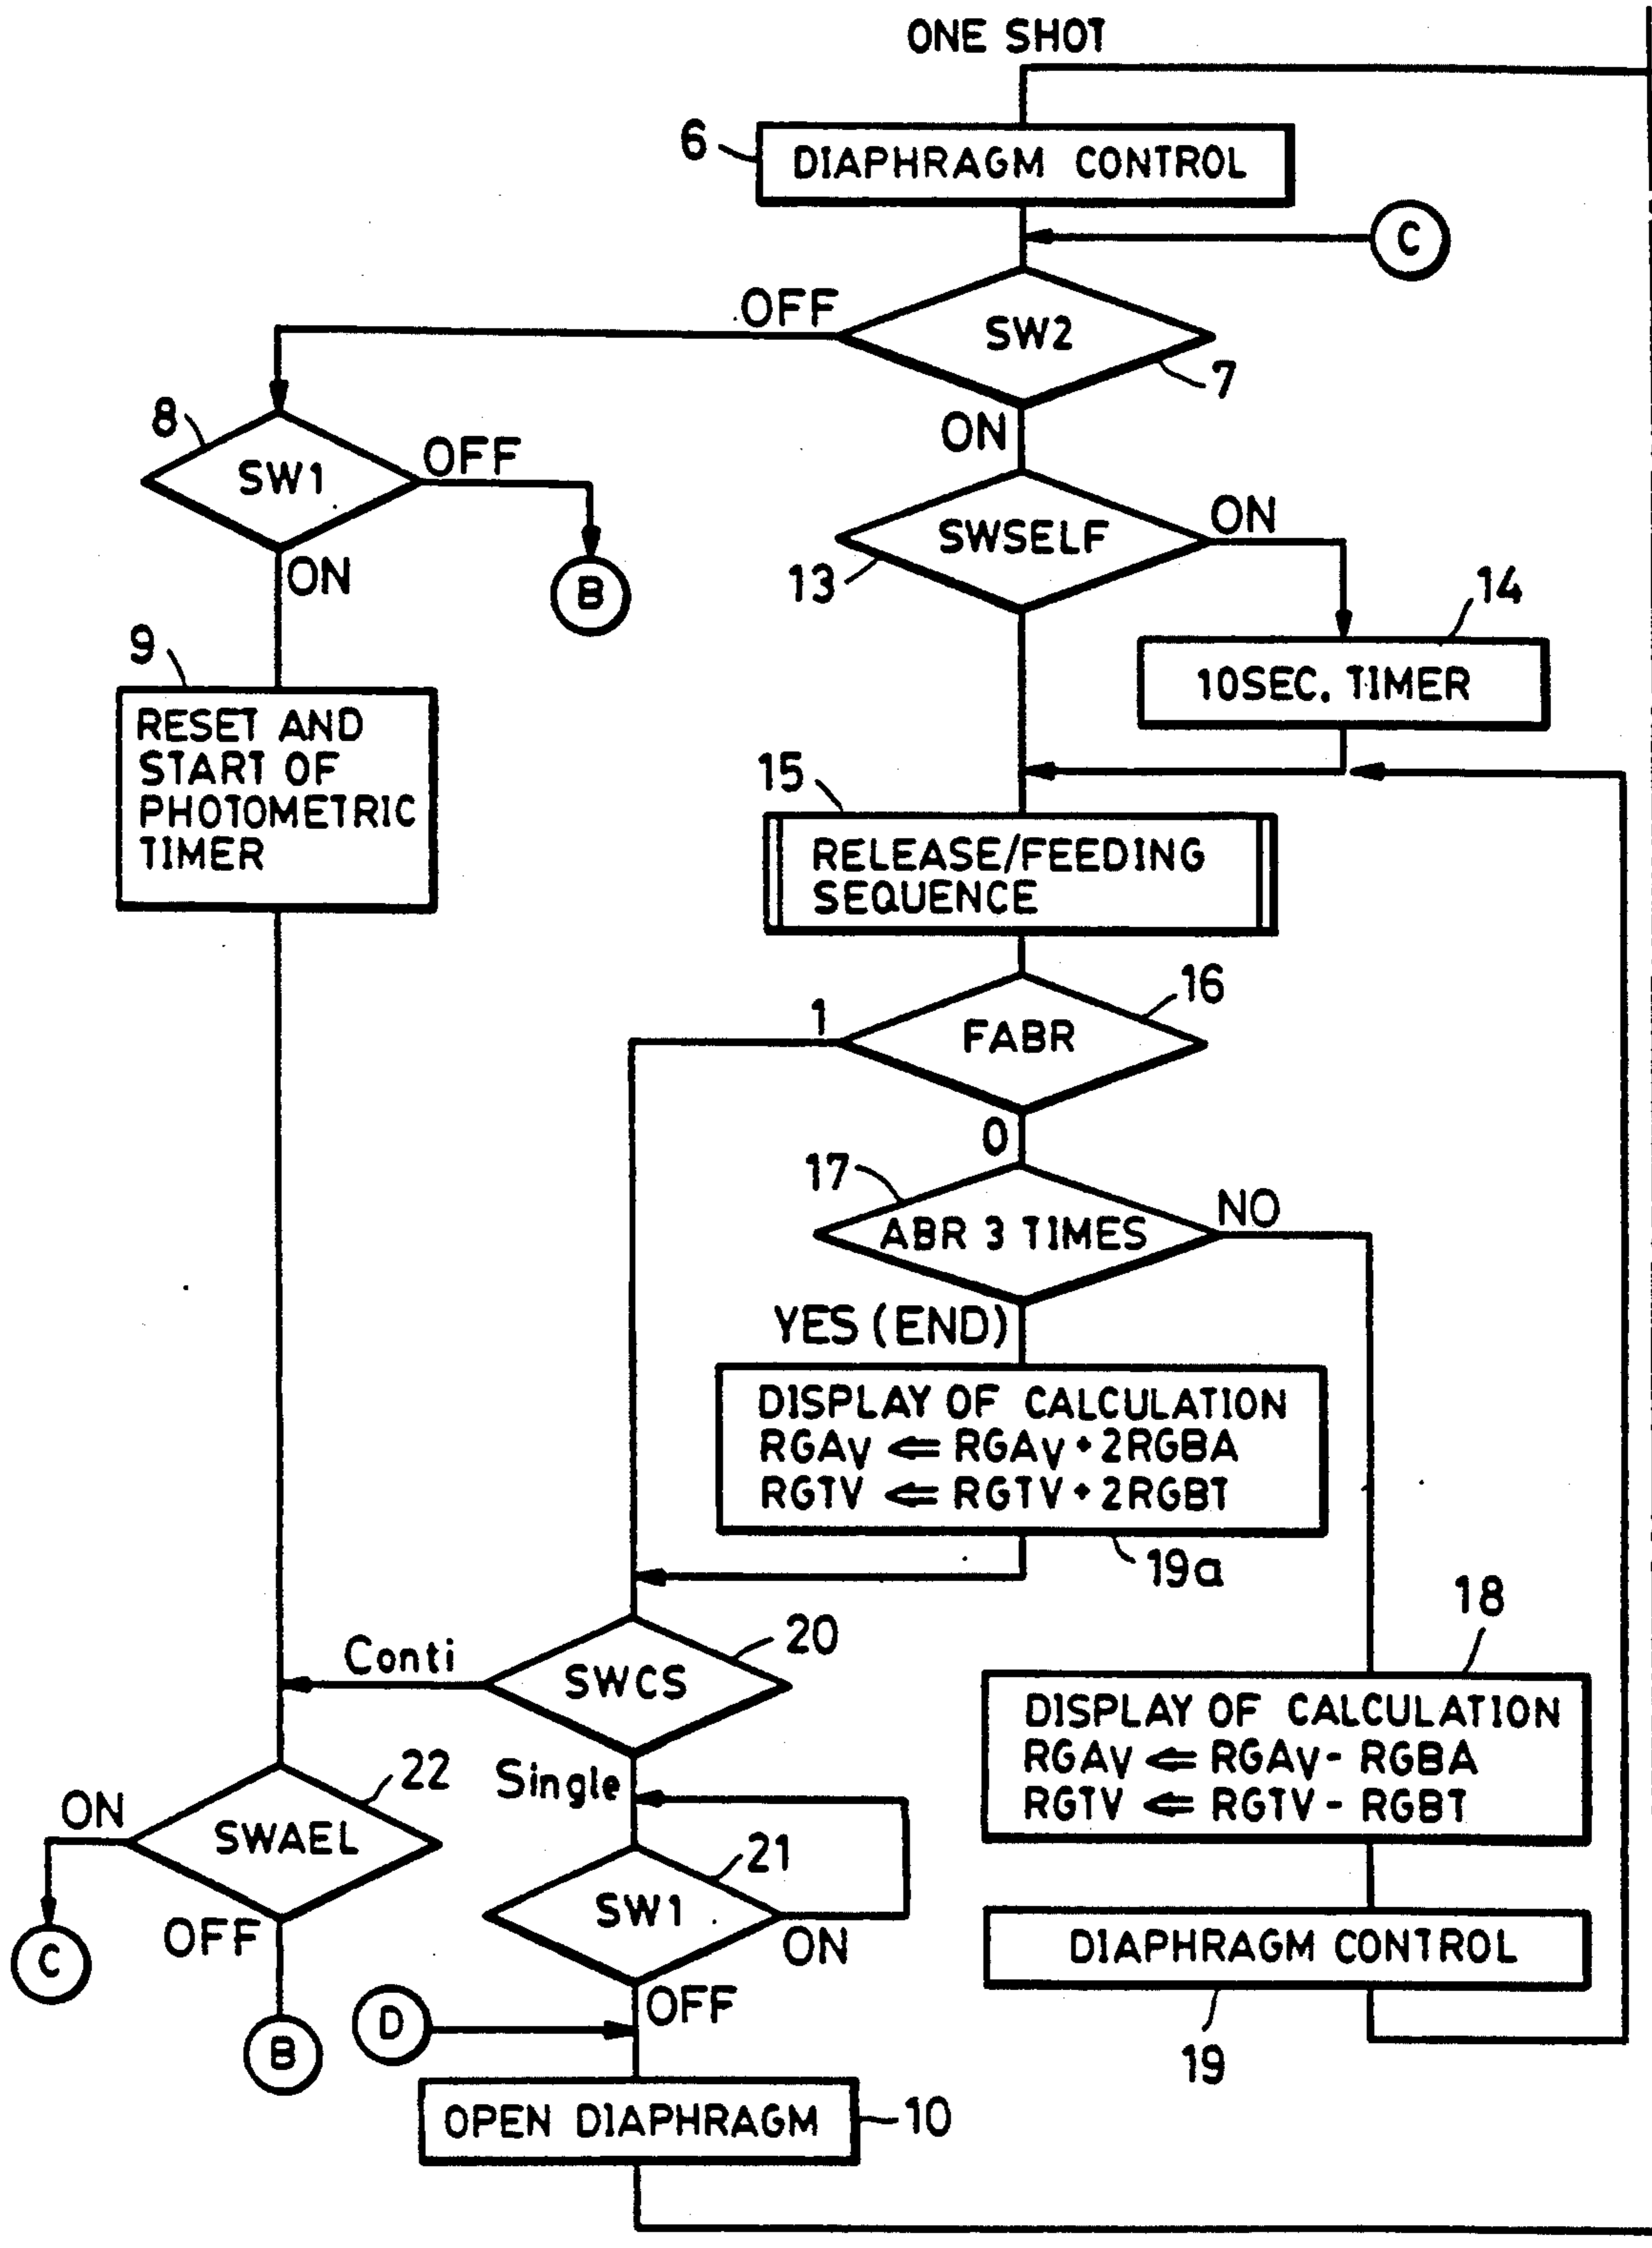 ONE SHOT
6
DIAPHRAGM CONTROL
C
OFF
SW2
7
8
SW1
OFF
ON
ON
B
SWSELF
ON
13
14
10SEC. TIMER
9
RESET AND
START OF
PHOTOMETRIC
TIMER
15
RELEASE/FEEDING
SEQUENCE
16
1
FABR
0
17
ABR 3 TIMES
NO
YES (END)
DISPLAY OF CALCULATION
RGAV ⇐ RGAV + 2RGBA
RGTV ⇐ RGTV + 2RGBT
19a
18
Conti
SWCS
20
DISPLAY OF CALCULATION
RGAV ⇐ RGAV - RGBA
RGTV ⇐ RGTV - RGBT
Single
22
ON
SWAEL
OFF
21
SW1
ON
OFF
DIAPHRAGM CONTROL
19
C
D
B
OPEN DIAPHRAGM
10